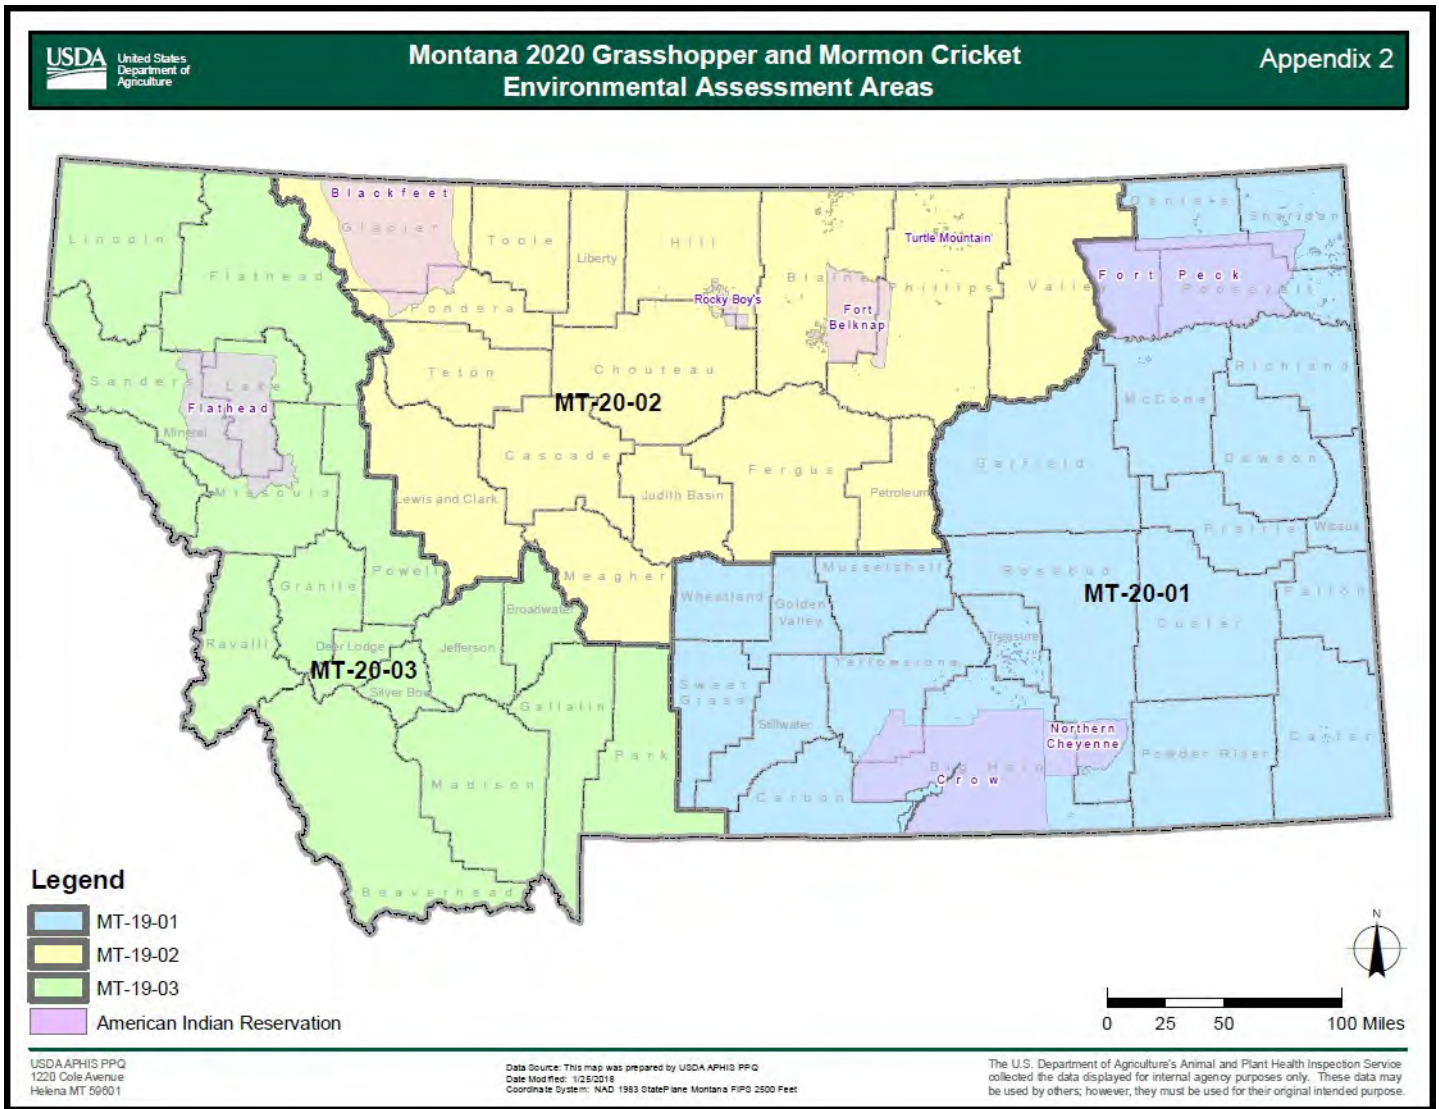 USDA
United States
Department of
Agriculture
Montana 2020 Grasshopper and Mormon Cricket
Environmental Assessment Areas
Appendix 2
Blackfeet
Glacier
Lincoln
Flathead
Toole
Liberty
Hill
Blaine
Turtle Mountain
Phillips
Valley
Daniels
Sheridan
Fort Peck
Roosevelt
Rocky Boy's
Fort
Belknap
Pondera
Sanders
Lake
Flathead
Mineral
Missoula
Teton
Chouteau
MT-20-02
Cascade
Lewis and Clark
Judith Basin
Fergus
Petroleum
Garfield
McCone
Richland
Dawson
Prairie
Wibaux
Granite
Powell
Meagher
Broadwater
Wheatland
Golden
Valley
Musselshell
Rosebud
MT-20-01
Custer
Fallon
Ravalli
Deer Lodge
MT-20-03
Silver Bow
Jefferson
Gallatin
Park
Sweet
Grass
Stillwater
Yellowstone
Treasure
Northern
Cheyenne
Big Horn
Crow
Powder River
Carter
Carbon
Madison
Beaverhead
Legend
MT-19-01
MT-19-02
MT-19-03
American Indian Reservation
N
0 25 50 100 Miles
USDA APHIS PPQ
1220 Cole Avenue
Helena MT 59601
Data Source: This map was prepared by USDA APHIS PPQ
Date Modified: 1/25/2018
Coordinate System: NAD 1983 StatePlane Montana FIPS 2500 Feet
The U.S. Department of Agriculture's Animal and Plant Health Inspection Service
collected the data displayed for internal agency purposes only. These data may
be used by others; however, they must be used for their original intended purpose.